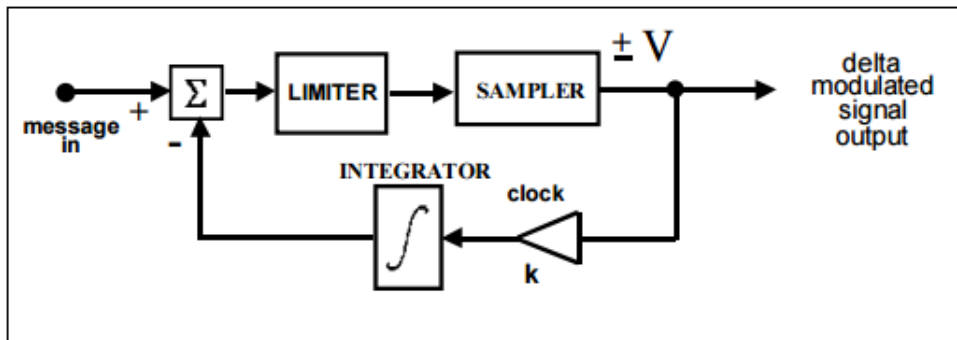 ± V
delta
modulated
signal
output
Σ
LIMITER
SAMPLER
+
message
in
-
INTEGRATOR
clock
∫
k